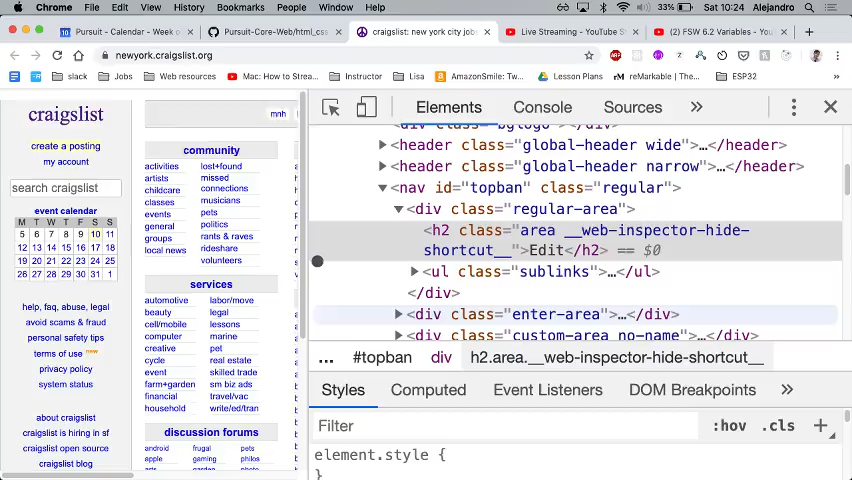 Chrome File Edit View History Bookmarks People Window Help 33% Sat 10:24 Alejandro
Pursuit - Calendar - Week o
Pursuit-Core-Web/html_css
craigslist: new york city jobs
Live Streaming - YouTube S
(2) FSW 6.2 Variables - You
newyork.craigslist.org
slack Jobs Web resources Mac: How to Strea... Instructor Lisa AmazonSmile: Tw... Lesson Plans reMarkable | The... ESP32
craigslist
create a posting
my account
search craigslist
event calendar
M T W T F S S
5 6 7 8 9 10 11
12 13 14 15 16 17 18
19 20 21 22 23 24 25
26 27 28 29 30 31 1
help, faq, abuse, legal
avoid scams & fraud
personal safety tips
terms of use new
privacy policy
system status
about craigslist
craigslist is hiring in sf
craigslist open source
craigslist blog
mnh
community
activities lost+found
artists missed
childcare connections
classes musicians
events pets
general politics
groups rants & raves
local news rideshare
volunteers
services
automotive labor/move
beauty legal
cell/mobile lessons
computer marine
creative pet
cycle real estate
event skilled trade
farm+garden sm biz ads
financial travel/vac
household write/ed/tran
discussion forums
android frugal pets
apple gaming philos
arts garden photo
Elements Console Sources »
<div class="bglogo"></div>
<header class="global-header wide">…</header>
<header class="global-header narrow">…</header>
<nav id="topban" class="regular">
<div class="regular-area">
<h2 class="area __web-inspector-hide-
shortcut__">Edit</h2> == $0
<ul class="sublinks">…</ul>
</div>
<div class="enter-area">…</div>
<div class="custom-area no-name">…</div>
... #topban div h2.area.__web-inspector-hide-shortcut__
Styles Computed Event Listeners DOM Breakpoints »
Filter :hov .cls +
element.style {
}